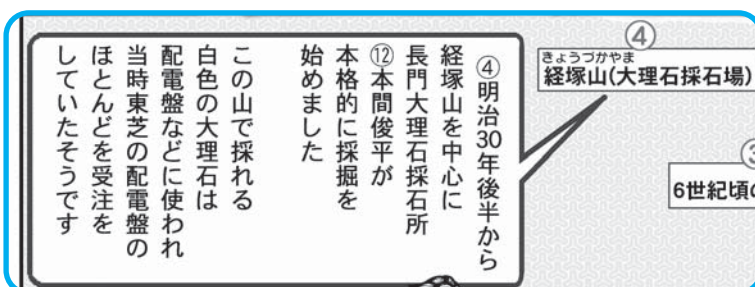 ④明治30年後半から
経塚山を中心に
長門大理石採石所
⑫本間俊平が
本格的に採掘を
始めました
この山で採れる
白色の大理石は
配電盤などに使われ
当時東芝の配電盤の
ほとんどを受注を
していたそうです
④
きょうづかやま
経塚山(大理石採石場)
6世紀頃